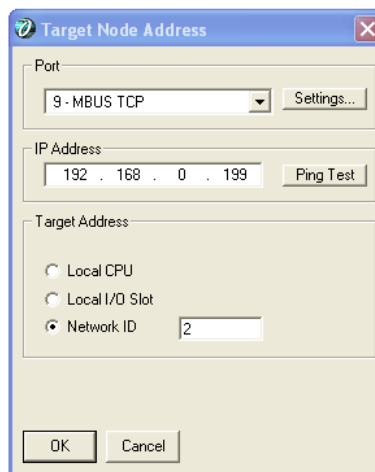 Target Node Address
Port
9 - MBUS TCP
Settings...
IP Address
192 . 168 . 0 . 199
Ping Test
Target Address
Local CPU
Local I/O Slot
Network ID 2
OK Cancel